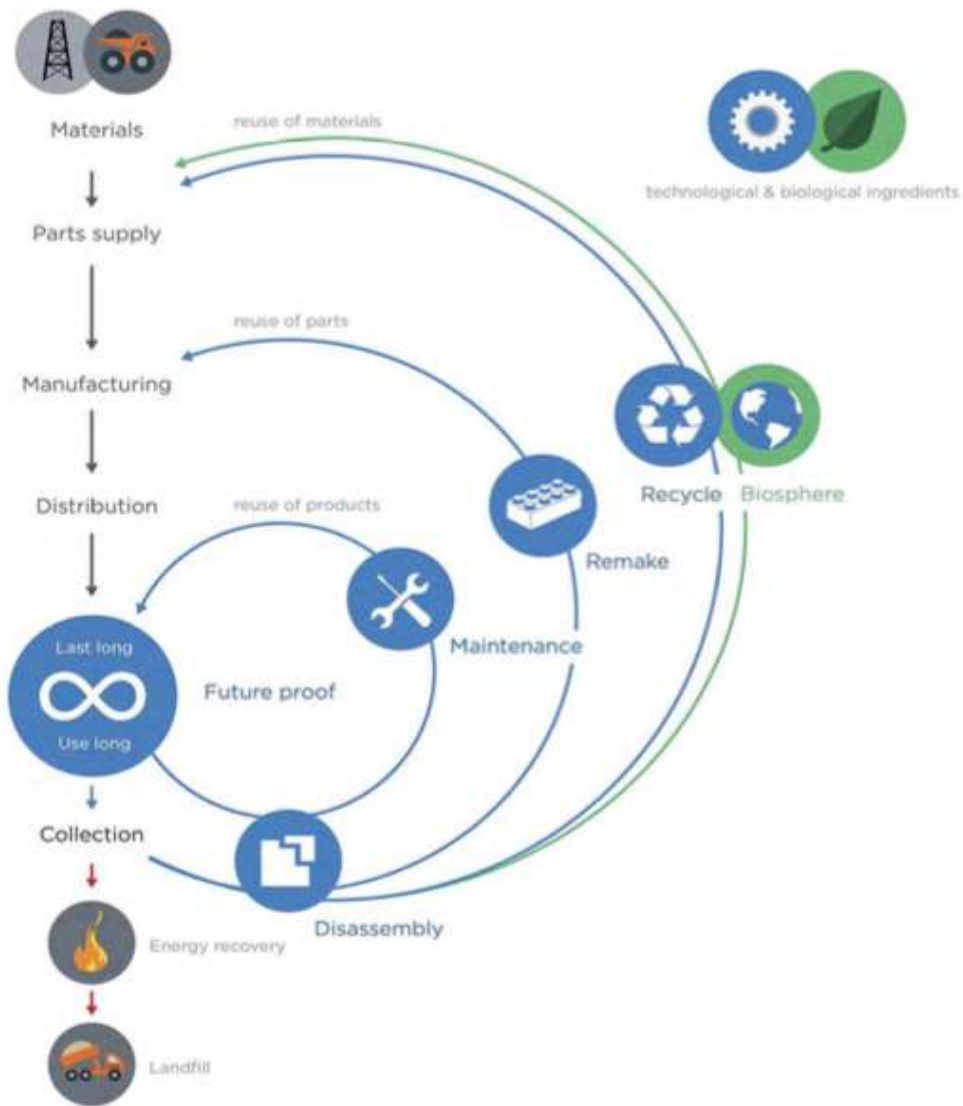 Materials
reuse of materials
technological & biological ingredients
Parts supply
reuse of parts
Manufacturing
Recycle
Biosphere
Distribution
reuse of products
Remake
Last long
Maintenance
Future proof
Use long
Collection
Disassembly
Energy recovery
Landfill